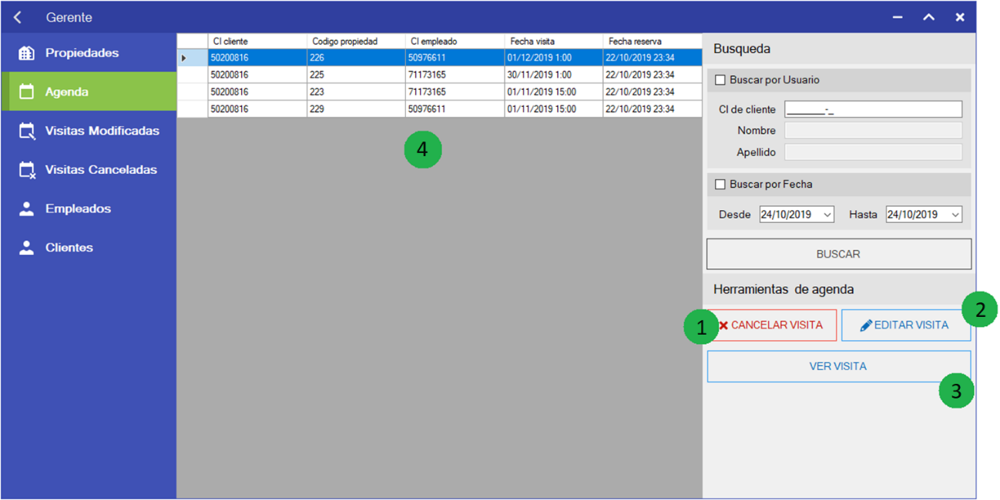 Gerente
Propiedades
Agenda
Visitas Modificadas
Visitas Canceladas
Empleados
Clientes
CI cliente Codigo propiedad CI empleado Fecha visita Fecha reserva
50200816 226 50976611 01/12/2019 1:00 22/10/2019 23:34
50200816 225 71173165 30/11/2019 1:00 22/10/2019 23:34
50200816 223 71173165 01/11/2019 15:00 22/10/2019 23:34
50200816 229 50976611 01/11/2019 15:00 22/10/2019 23:34
4
Busqueda
Buscar por Usuario
CI de cliente _______-_
Nombre
Apellido
Buscar por Fecha
Desde 24/10/2019 Hasta 24/10/2019
BUSCAR
Herramientas de agenda
1 CANCELAR VISITA EDITAR VISITA 2
VER VISITA
3